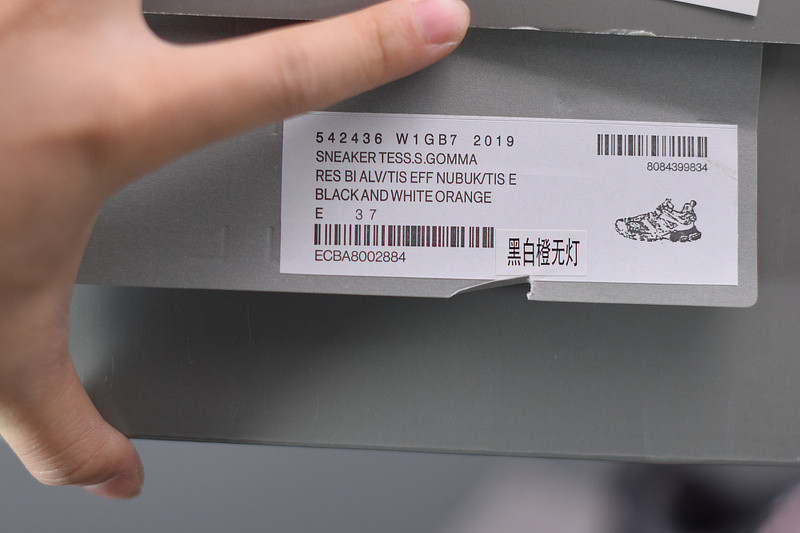 542436 W1GB7 2019
SNEAKER TESS.S.GOMMA
RES BI ALV/TIS EFF NUBUK/TIS E
BLACK AND WHITE ORANGE
E 37
ECBA8002884
8084399834
黑白橙无灯